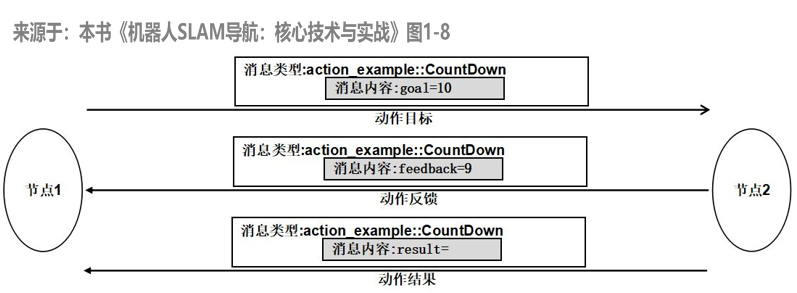 来源于：本书《机器人SLAM导航：核心技术与实战》图1-8
消息类型:action_example::CountDown
消息内容:goal=10
动作目标
消息类型:action_example::CountDown
消息内容:feedback=9
节点1
节点2
动作反馈
消息类型:action_example::CountDown
消息内容:result=
动作结果